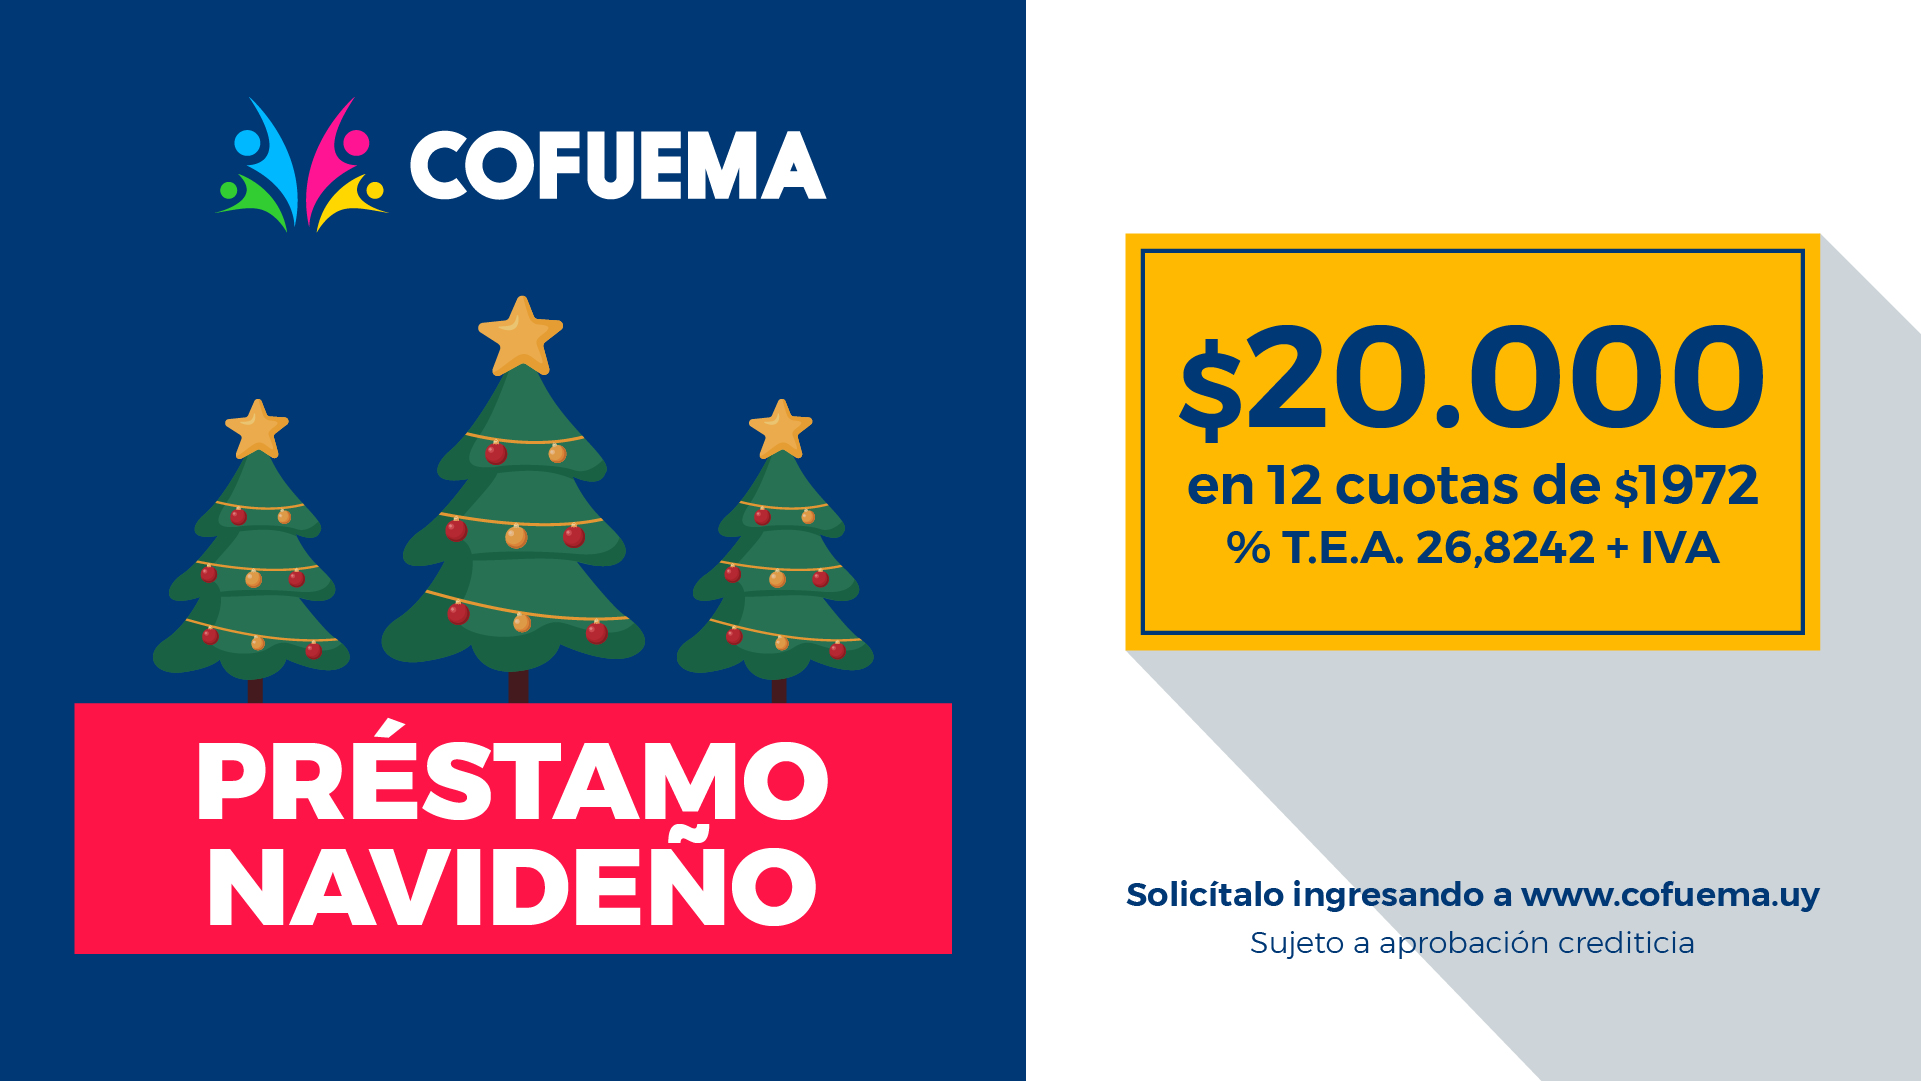 COFUEMA
PRÉSTAMO
NAVIDEÑO
$20.000
en 12 cuotas de $1972
% T.E.A. 26,8242 + IVA
Solicítalo ingresando a www.cofuema.uy
Sujeto a aprobación crediticia